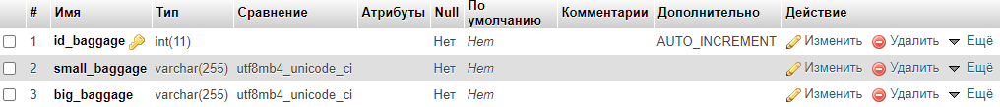 # Имя Тип Сравнение Атрибуты Null По умолчанию Комментарии Дополнительно Действие
1 id_baggage int(11) Нет Нет AUTO_INCREMENT Изменить Удалить Ещё
2 small_baggage varchar(255) utf8mb4_unicode_ci Нет Нет Изменить Удалить Ещё
3 big_baggage varchar(255) utf8mb4_unicode_ci Нет Нет Изменить Удалить Ещё